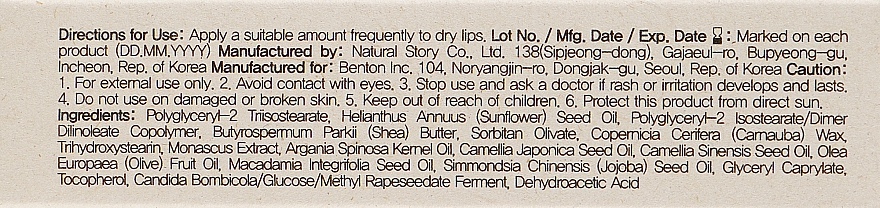 Directions for Use: Apply a suitable amount frequently to dry lips. Lot No. / Mfg. Date / Exp. Date ⌛: Marked on each
product (DD.MM.YYYY) Manufactured by: Natural Story Co., Ltd. 138(Sipjeong-dong), Gajaeul-ro, Bupyeong-gu,
Incheon, Rep. of Korea Manufactured for: Benton Inc. 104, Noryangjin-ro, Dongjak-gu, Seoul, Rep. of Korea Caution:
1. For external use only. 2. Avoid contact with eyes. 3. Stop use and ask a doctor if rash or irritation develops and lasts.
4. Do not use on damaged or broken skin. 5. Keep out of reach of children. 6. Protect this product from direct sun.
Ingredients: Polyglyceryl-2 Triisostearate, Helianthus Annuus (Sunflower) Seed Oil, Polyglyceryl-2 Isostearate/Dimer
Dilinoleate Copolymer, Butyrospermum Parkii (Shea) Butter, Sorbitan Olivate, Copernicia Cerifera (Carnauba) Wax,
Trihydroxystearin, Monascus Extract, Argania Spinosa Kernel Oil, Camellia Japonica Seed Oil, Camellia Sinensis Seed Oil, Olea
Europaea (Olive) Fruit Oil, Macadamia Integrifolia Seed Oil, Simmondsia Chinensis (Jojoba) Seed Oil, Glyceryl Caprylate,
Tocopherol, Candida Bombicola/Glucose/Methyl Rapeseedate Ferment, Dehydroacetic Acid